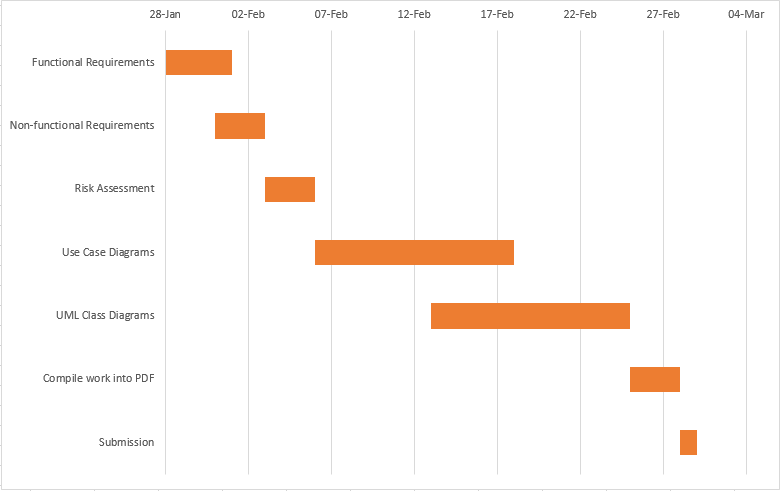 28-Jan 02-Feb 07-Feb 12-Feb 17-Feb 22-Feb 27-Feb 04-Mar
Functional Requirements
Non-functional Requirements
Risk Assessment
Use Case Diagrams
UML Class Diagrams
Compile work into PDF
Submission